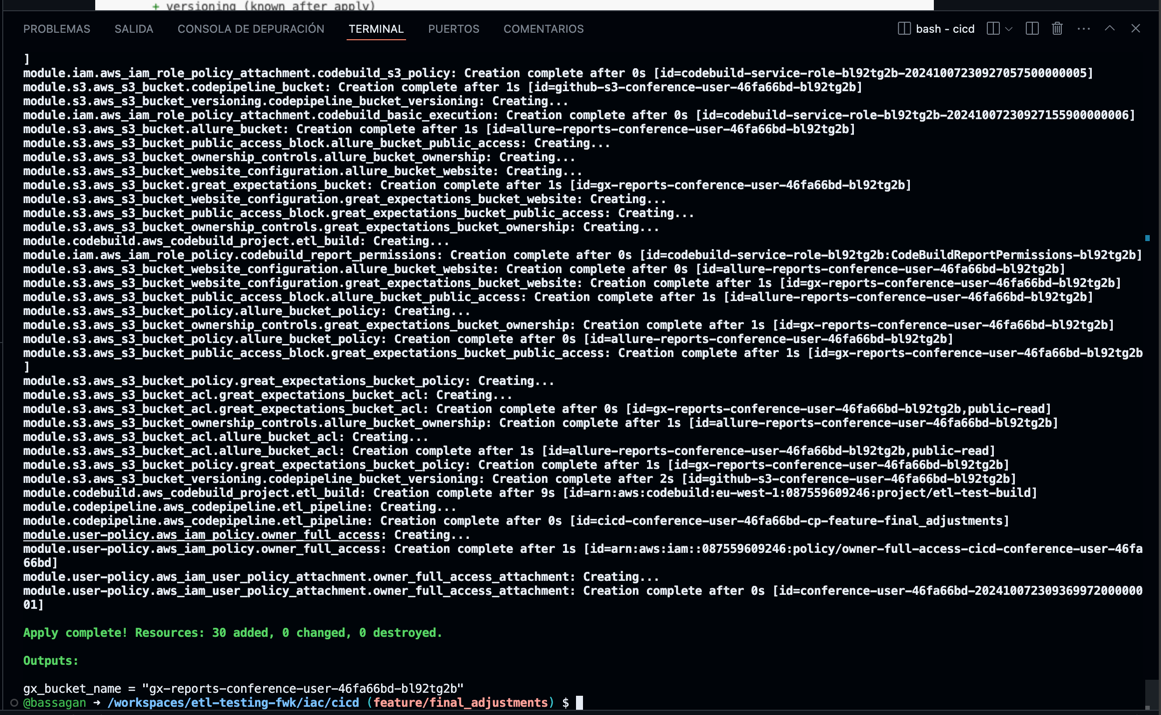 + versioning (known after apply)
PROBLEMAS SALIDA CONSOLA DE DEPURACIÓN TERMINAL PUERTOS COMENTARIOS bash - cicd
]
module.iam.aws_iam_role_policy_attachment.codebuild_s3_policy: Creation complete after 0s [id=codebuild-service-role-bl92tg2b-20241007230927057500000005]
module.s3.aws_s3_bucket.codepipeline_bucket: Creation complete after 1s [id=github-s3-conference-user-46fa66bd-bl92tg2b]
module.s3.aws_s3_bucket_versioning.codepipeline_bucket_versioning: Creating...
module.iam.aws_iam_role_policy_attachment.codebuild_basic_execution: Creation complete after 0s [id=codebuild-service-role-bl92tg2b-20241007230927155900000006]
module.s3.aws_s3_bucket.allure_bucket: Creation complete after 1s [id=allure-reports-conference-user-46fa66bd-bl92tg2b]
module.s3.aws_s3_bucket_public_access_block.allure_bucket_public_access: Creating...
module.s3.aws_s3_bucket_ownership_controls.allure_bucket_ownership: Creating...
module.s3.aws_s3_bucket_website_configuration.allure_bucket_website: Creating...
module.s3.aws_s3_bucket.great_expectations_bucket: Creation complete after 1s [id=gx-reports-conference-user-46fa66bd-bl92tg2b]
module.s3.aws_s3_bucket_website_configuration.great_expectations_bucket_website: Creating...
module.s3.aws_s3_bucket_public_access_block.great_expectations_bucket_public_access: Creating...
module.s3.aws_s3_bucket_ownership_controls.great_expectations_bucket_ownership: Creating...
module.codebuild.aws_codebuild_project.etl_build: Creating...
module.iam.aws_iam_role_policy.codebuild_report_permissions: Creation complete after 0s [id=codebuild-service-role-bl92tg2b:CodeBuildReportPermissions-bl92tg2b]
module.s3.aws_s3_bucket_website_configuration.allure_bucket_website: Creation complete after 0s [id=allure-reports-conference-user-46fa66bd-bl92tg2b]
module.s3.aws_s3_bucket_website_configuration.great_expectations_bucket_website: Creation complete after 1s [id=gx-reports-conference-user-46fa66bd-bl92tg2b]
module.s3.aws_s3_bucket_public_access_block.allure_bucket_public_access: Creation complete after 1s [id=allure-reports-conference-user-46fa66bd-bl92tg2b]
module.s3.aws_s3_bucket_policy.allure_bucket_policy: Creating...
module.s3.aws_s3_bucket_ownership_controls.great_expectations_bucket_ownership: Creation complete after 1s [id=gx-reports-conference-user-46fa66bd-bl92tg2b]
module.s3.aws_s3_bucket_policy.allure_bucket_policy: Creation complete after 0s [id=allure-reports-conference-user-46fa66bd-bl92tg2b]
module.s3.aws_s3_bucket_public_access_block.great_expectations_bucket_public_access: Creation complete after 1s [id=gx-reports-conference-user-46fa66bd-bl92tg2b
]
module.s3.aws_s3_bucket_policy.great_expectations_bucket_policy: Creating...
module.s3.aws_s3_bucket_acl.great_expectations_bucket_acl: Creating...
module.s3.aws_s3_bucket_acl.great_expectations_bucket_acl: Creation complete after 0s [id=gx-reports-conference-user-46fa66bd-bl92tg2b,public-read]
module.s3.aws_s3_bucket_ownership_controls.allure_bucket_ownership: Creation complete after 1s [id=allure-reports-conference-user-46fa66bd-bl92tg2b]
module.s3.aws_s3_bucket_acl.allure_bucket_acl: Creating...
module.s3.aws_s3_bucket_acl.allure_bucket_acl: Creation complete after 1s [id=allure-reports-conference-user-46fa66bd-bl92tg2b,public-read]
module.s3.aws_s3_bucket_policy.great_expectations_bucket_policy: Creation complete after 1s [id=gx-reports-conference-user-46fa66bd-bl92tg2b]
module.s3.aws_s3_bucket_versioning.codepipeline_bucket_versioning: Creation complete after 2s [id=github-s3-conference-user-46fa66bd-bl92tg2b]
module.codebuild.aws_codebuild_project.etl_build: Creation complete after 9s [id=arn:aws:codebuild:eu-west-1:087559609246:project/etl-test-build]
module.codepipeline.aws_codepipeline.etl_pipeline: Creating...
module.codepipeline.aws_codepipeline.etl_pipeline: Creation complete after 0s [id=cicd-conference-user-46fa66bd-cp-feature-final_adjustments]
module.user-policy.aws_iam_policy.owner_full_access: Creating...
module.user-policy.aws_iam_policy.owner_full_access: Creation complete after 1s [id=arn:aws:iam::087559609246:policy/owner-full-access-cicd-conference-user-46fa
66bd]
module.user-policy.aws_iam_user_policy_attachment.owner_full_access_attachment: Creating...
module.user-policy.aws_iam_user_policy_attachment.owner_full_access_attachment: Creation complete after 0s [id=conference-user-46fa66bd-202410072309369972000000
01]
Apply complete! Resources: 30 added, 0 changed, 0 destroyed.
Outputs:
gx_bucket_name = "gx-reports-conference-user-46fa66bd-bl92tg2b"
@bassagan ➜ /workspaces/etl-testing-fwk/iac/cicd (feature/final_adjustments) $